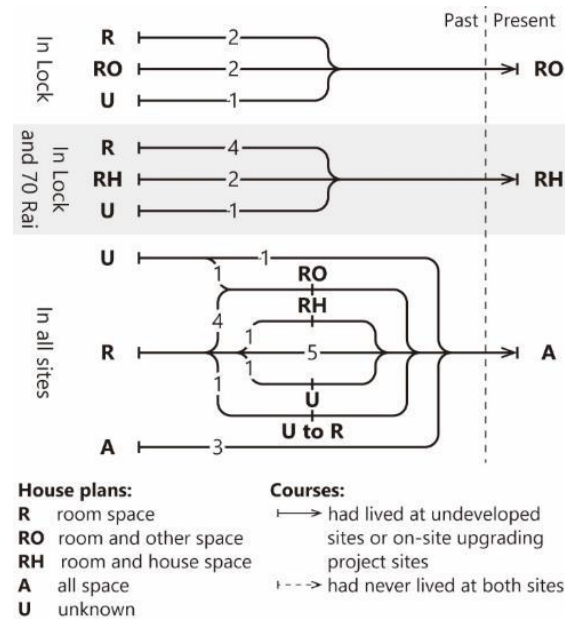 Past Present
In Lock
R 2
RO 2 RO
U 1
In Lock
and 70 Rai
R 4
RH 2 RH
U 1
In all sites
U 1
1 RO
RH
4
1
R 5 A
1
1
U
U to R
A 3
House plans:
R room space
RO room and other space
RH room and house space
A all space
U unknown
Courses:
had lived at undeveloped
sites or on-site upgrading
project sites
had never lived at both sites